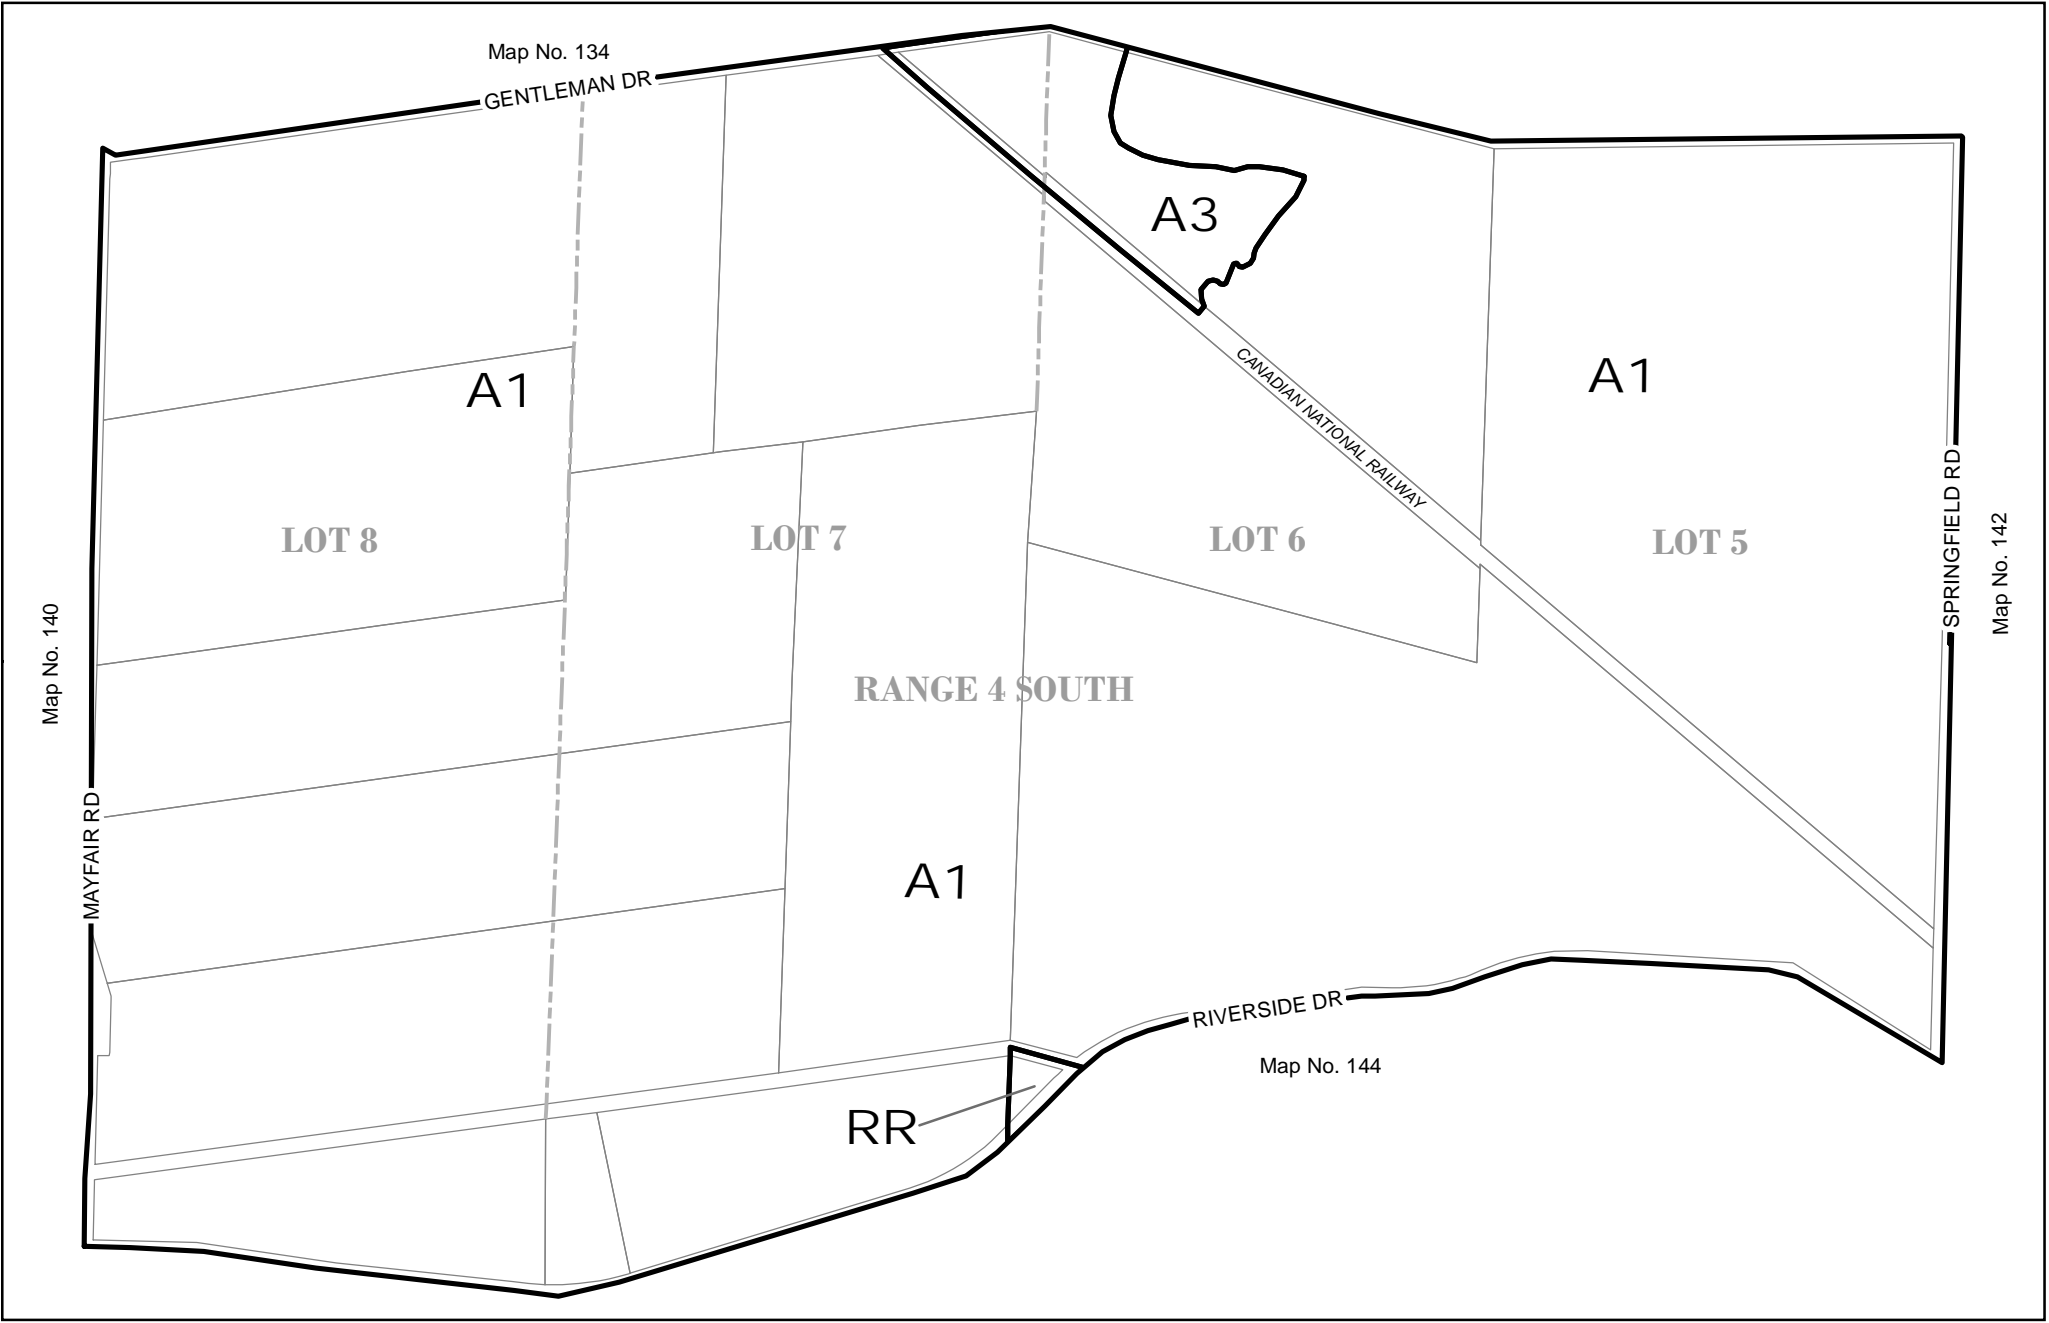 Map No. 134
GENTLEMAN DR
A3
A1
A1
CANADIAN NATIONAL RAILWAY
LOT 8
LOT 7
LOT 6
LOT 5
SPRINGFIELD RD
Map No. 142
Map No. 140
RANGE 4 SOUTH
MAYFAIR RD
A1
RIVERSIDE DR
Map No. 144
RR